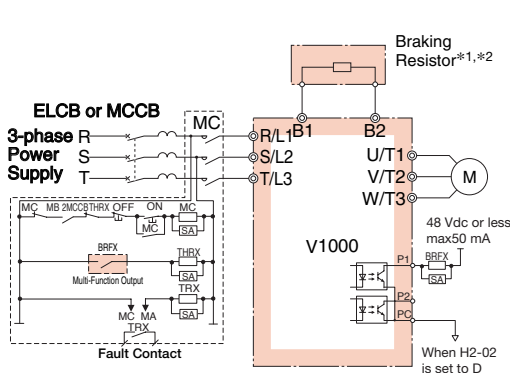 Braking
Resistor*1,*2
ELCB or MCCB
MC
B1
B2
3-phase
Power
Supply
R
S
T
R/L1
S/L2
T/L3
U/T1
V/T2
W/T3
M
MC MB 2MCCB THRX OFF ON MC
MC
SA
BRFX
Multi-Function Output
THRX
SA
TRX
SA
MC MA
TRX
Fault Contact
V1000
48 Vdc or less
max50 mA
P1
BRFX
SA
P2
PC
When H2-02
is set to D